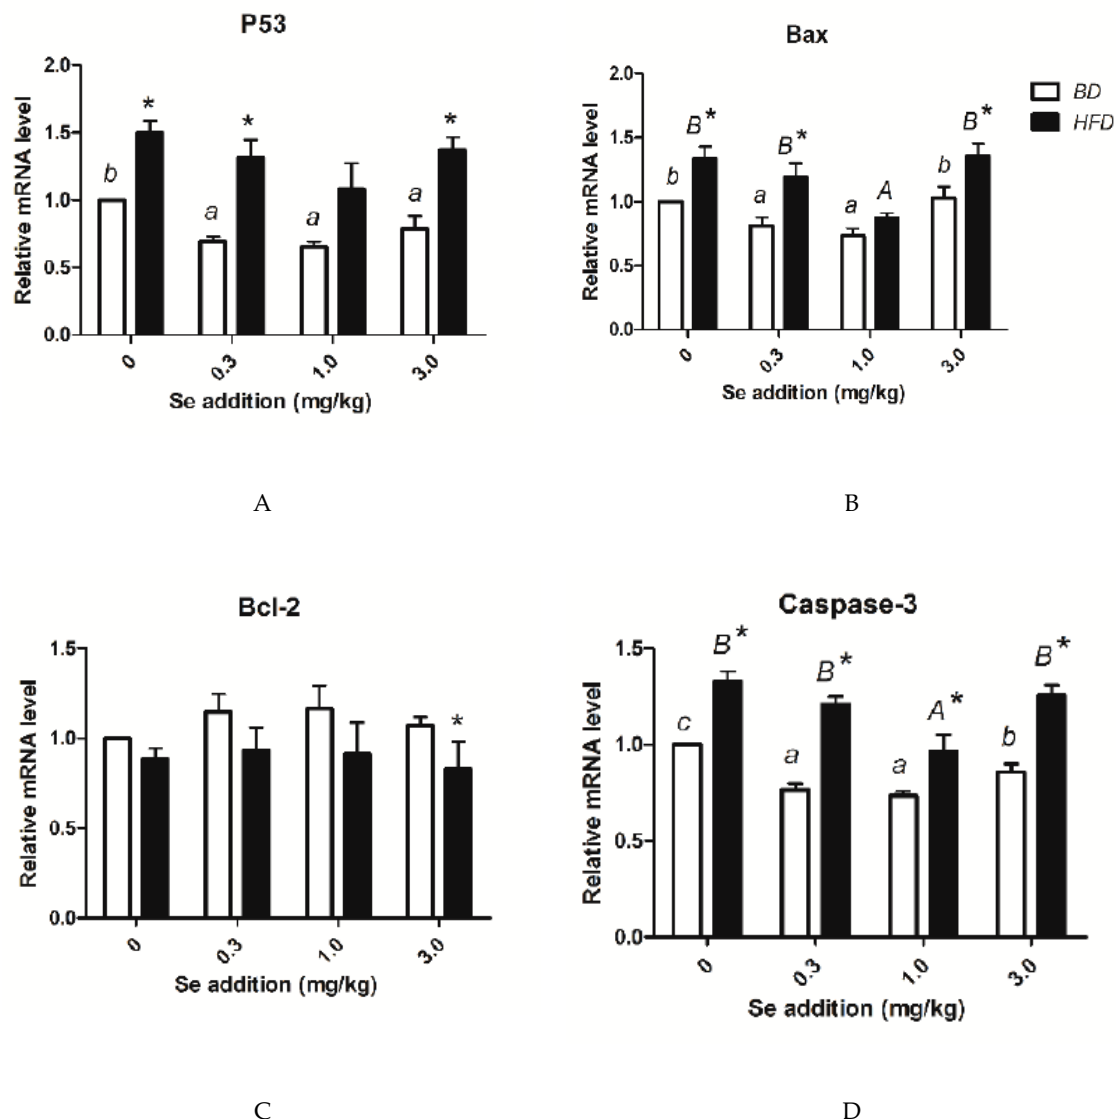 P53
2.0
1.5
1.0
0.5
0.0
Relative mRNA level
b
*
a
*
a
a
*
0
0.3
1.0
3.0
Se addition (mg/kg)
A
Bax
2.0
1.5
1.0
0.5
0.0
Relative mRNA level
b
B*
a
B*
a
A
b
B*
0
0.3
1.0
3.0
Se addition (mg/kg)
BD
HFD
B
Bcl-2
1.5
1.0
0.5
0.0
Relative mRNA level
*
0
0.3
1.0
3.0
Se addition (mg/kg)
C
Caspase-3
1.5
1.0
0.5
0.0
Relative mRNA level
c
B*
a
B*
a
A*
b
B*
0
0.3
1.0
3.0
Se addition (mg/kg)
D